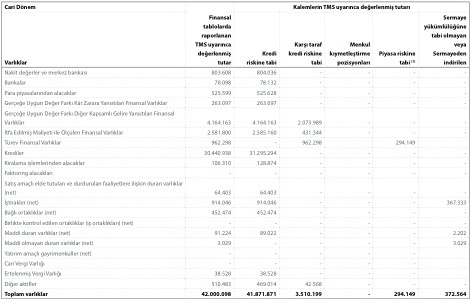 Cari Dönem Kalemlerin TMS uyarınca değerlenmiş tutarı
Finansal tablolarda raporlanan TMS uyarınca değerlenmiş tutar
Kredi riskine tabi
Karşı taraf kredi riskine tabi
Menkul kıymetleştirme pozisyonları
Piyasa riskine tabi (1)
Sermaye yükümlülüğüne tabi olmayan veya Sermayeden indirilen
Varlıklar
Nakit değerler ve merkez bankası 803.608 804.036 - - - -
Bankalar 78.098 78.132 - - - -
Para piyasalarından alacaklar 525.599 525.628 - - - -
Gerçeğe Uygun Değer Farkı Kâr Zarara Yansıtılan Finansal Varlıklar 263.097 263.097 - - - -
Gerçeğe Uygun Değer Farkı Diğer Kapsamlı Gelire Yansıtılan Finansal
Varlıklar 4.164.163 4.164.163 2.073.989 - - -
İtfa Edilmiş Maliyeti ile Ölçülen Finansal Varlıklar 2.581.800 2.585.160 431.344 - - -
Türev Finansal Varlıklar 962.298 - 962.298 - 294.149 -
Krediler 30.440.938 31.295.294 - - - -
Kiralama işlemlerinden alacaklar 106.310 128.874 - - - -
Faktoring alacakları - - - - - -
Satış amaçlı elde tutulan ve durdurulan faaliyetlere ilişkin duran varlıklar
(net) 64.403 64.403 - - - -
İştirakler (net) 914.046 914.046 - - - 367.333
Bağlı ortaklıklar (net) 452.474 452.474 - - - -
Birlikte kontrol edilen ortaklıklar (iş ortaklıkları) (net) - - - - - -
Maddi duran varlıklar (net) 91.224 89.022 - - - 2.202
Maddi olmayan duran varlıklar (net) 3.029 - - - - 3.029
Yatırım amaçlı gayrimenkuller (net) - - - - - -
Cari Vergi Varlığı - - - - - -
Ertelenmiş Vergi Varlığı 38.528 38.528 - - - -
Diğer aktifler 510.483 469.014 42.568 - - -
Toplam varlıklar 42.000.098 41.871.871 3.510.199 - 294.149 372.564